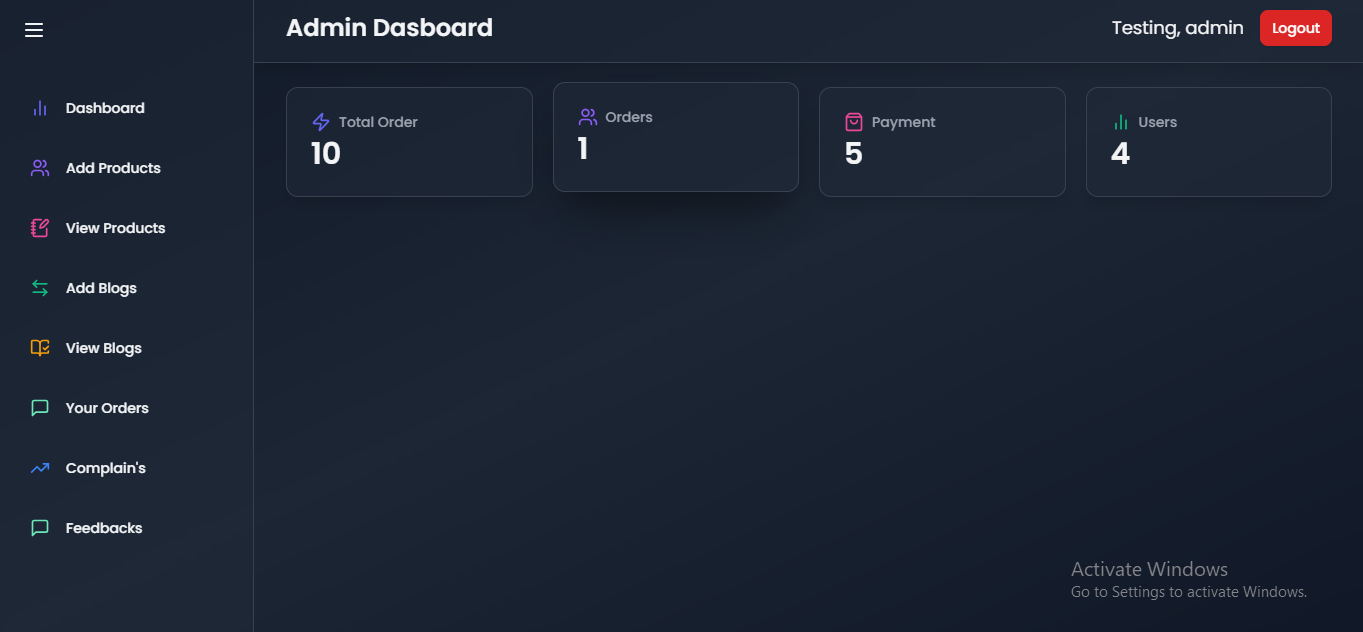 Admin Dasboard
Testing, admin
Logout
Dashboard
Add Products
View Products
Add Blogs
View Blogs
Your Orders
Complain's
Feedbacks
Total Order
10
Orders
1
Payment
5
Users
4
Activate Windows
Go to Settings to activate Windows.